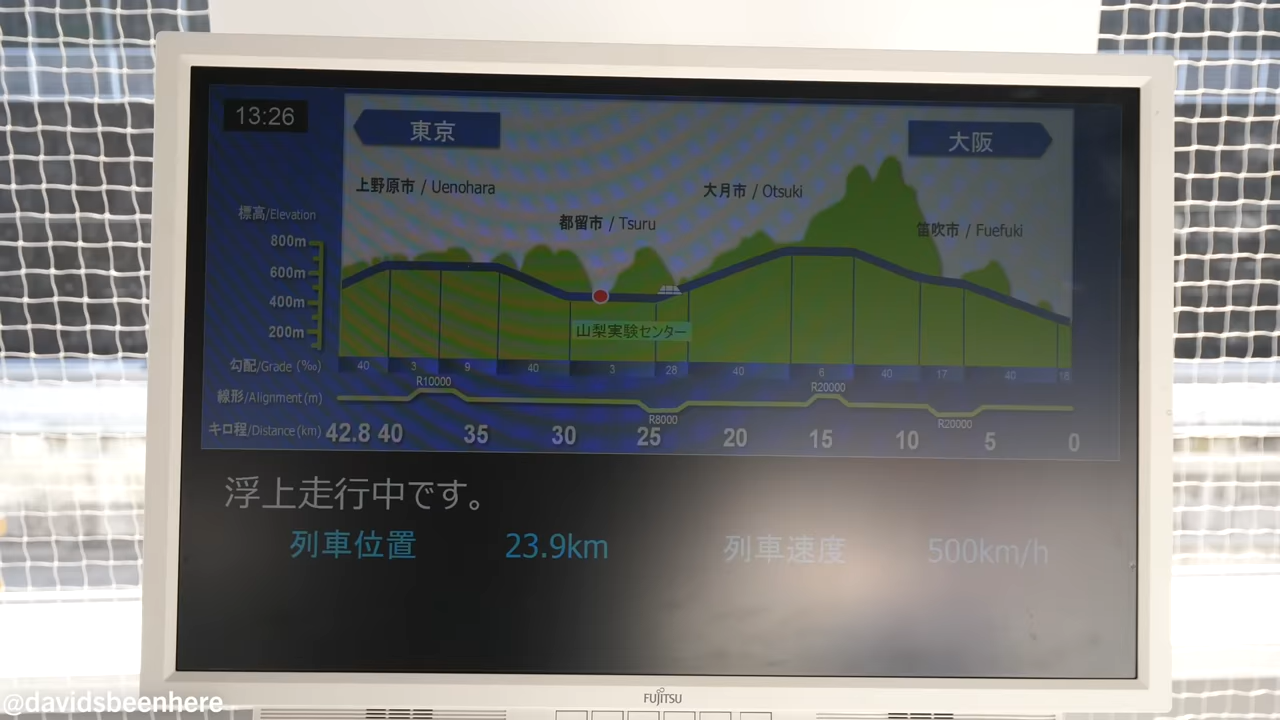 13:26
東京
大阪
上野原市 / Uenohara
大月市 / Otsuki
都留市 / Tsuru
笛吹市 / Fuefuki
標高/Elevation
800m
600m
400m
200m
山梨実験センター
勾配/Grade (‰)
40 3 9 40 3 28 40 6 40 17 40 18
R10000
R20000
線形/Alignment (m)
R8000
R20000
キロ程/Distance (km)
42.8 40 35 30 25 20 15 10 5 0
浮上走行中です。
列車位置 23.9km 列車速度 500km/h
FUJITSU
@davidsbeenhere